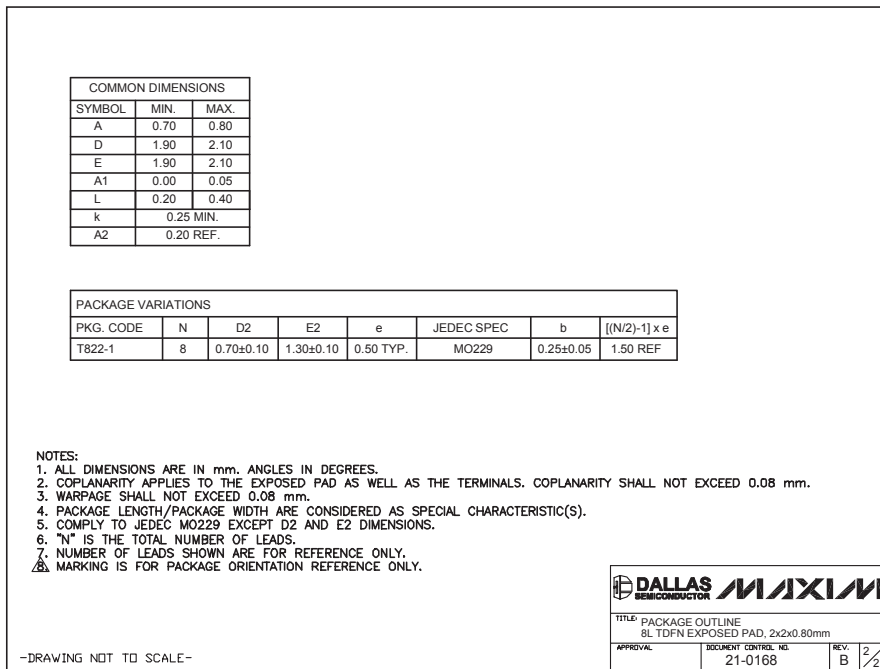 COMMON DIMENSIONS
SYMBOL MIN. MAX.
A 0.70 0.80
D 1.90 2.10
E 1.90 2.10
A1 0.00 0.05
L 0.20 0.40
k 0.25 MIN.
A2 0.20 REF.
PACKAGE VARIATIONS
PKG. CODE N D2 E2 e JEDEC SPEC b [(N/2)-1] x e
T822-1 8 0.70±0.10 1.30±0.10 0.50 TYP. MO229 0.25±0.05 1.50 REF
NOTES:
1. ALL DIMENSIONS ARE IN mm. ANGLES IN DEGREES.
2. COPLANARITY APPLIES TO THE EXPOSED PAD AS WELL AS THE TERMINALS. COPLANARITY SHALL NOT EXCEED 0.08 mm.
3. WARPAGE SHALL NOT EXCEED 0.08 mm.
4. PACKAGE LENGTH/PACKAGE WIDTH ARE CONSIDERED AS SPECIAL CHARACTERISTIC(S).
5. COMPLY TO JEDEC MO229 EXCEPT D2 AND E2 DIMENSIONS.
6. "N" IS THE TOTAL NUMBER OF LEADS.
7. NUMBER OF LEADS SHOWN ARE FOR REFERENCE ONLY.
8. MARKING IS FOR PACKAGE ORIENTATION REFERENCE ONLY.
DALLAS SEMICONDUCTOR MAXIM
TITLE: PACKAGE OUTLINE
8L TDFN EXPOSED PAD, 2x2x0.80mm
APPROVAL DOCUMENT CONTROL NO. REV.
21-0168 B 2/2
-DRAWING NOT TO SCALE-